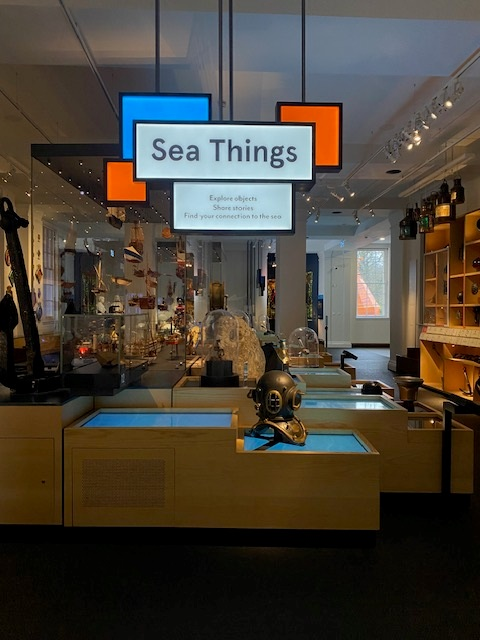 Sea Things
Explore objects
Share stories
Find your connection to the sea